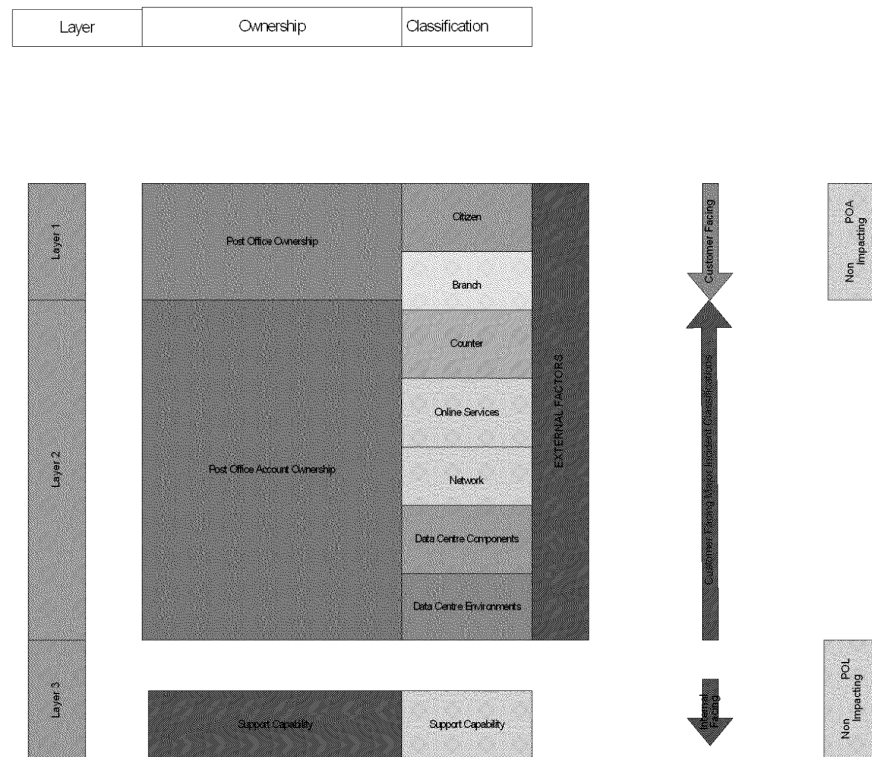 Layer
Ownership
Classification
Layer 1
Post Office Ownership
Citizen
Branch
Customer Facing
Non POA
Impacting
Layer 2
Post Office Account Ownership
Counter
Online Services
Network
Data Centre Components
Data Centre Environments
EXTERNAL FACTORS
Customer Facing Major Incident Classifications
Layer 3
Support Capability
Support Capability
Internal
Facing
Non POL
Impacting